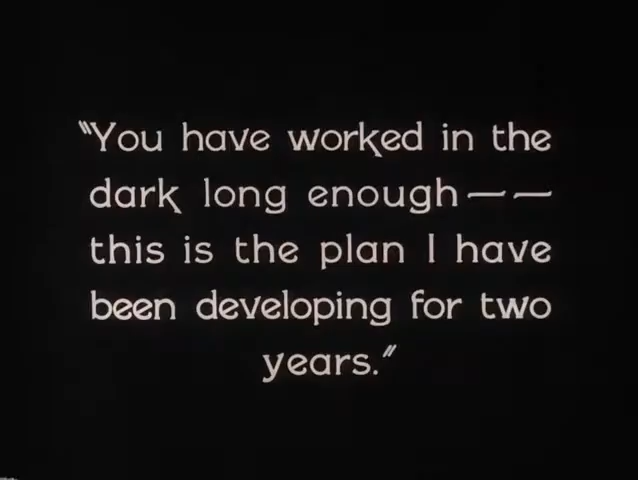 "You have worked in the
dark long enough — —
this is the plan I have
been developing for two
years."